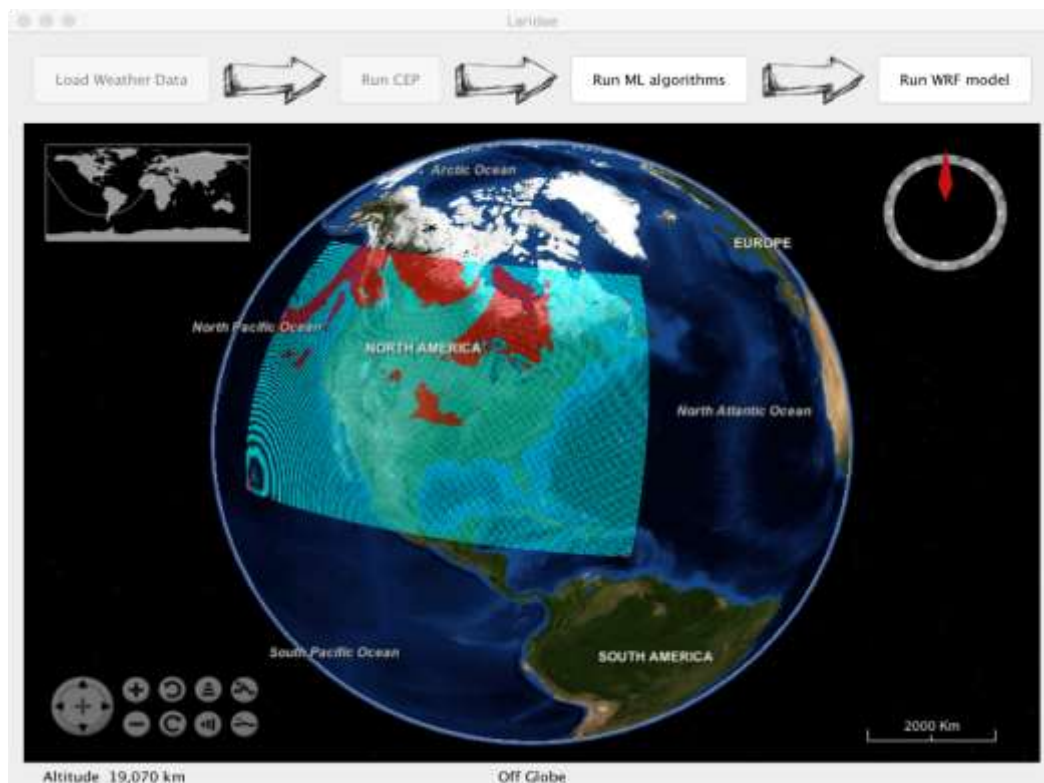 Laridae
Load Weather Data
Run CEP
Run ML algorithms
Run WRF model
Arctic Ocean
EUROPE
North Pacific Ocean
NORTH AMERICA
North Atlantic Ocean
South Pacific Ocean
SOUTH AMERICA
2000 Km
Altitude 19,070 km
Off Globe